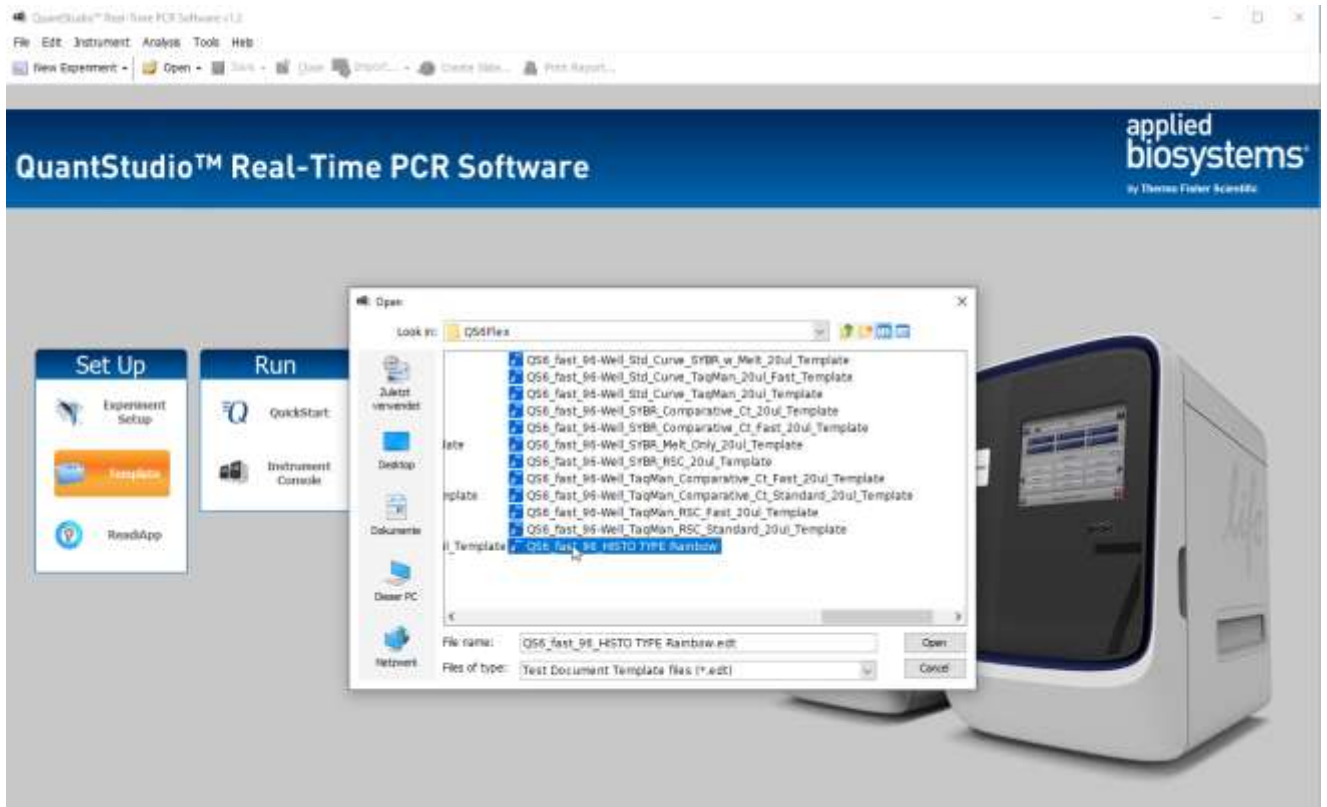 QuantStudio™ Real-Time PCR Software v1.2
File Edit Instrument Analysis Tools Help
New Experiment Open Save Close Import... Create Slide... Print Report...
applied
biosystems
by Thermo Fisher Scientific
QuantStudio™ Real-Time PCR Software
Open
Look in: QS6Flex
Set Up
Experiment
Setup
Template
ReadiApp
Run
QuickStart
Instrument
Console
Zuletzt
verwendet
Desktop
Dokumente
Dieser PC
Netzwerk
QS6_fast_96-Well_Std_Curve_SYBR_w_Melt_20ul_Template
QS6_fast_96-Well_Std_Curve_TaqMan_20ul_Fast_Template
QS6_fast_96-Well_Std_Curve_TaqMan_20ul_Template
QS6_fast_96-Well_SYBR_Comparative_Ct_20ul_Template
QS6_fast_96-Well_SYBR_Comparative_Ct_Fast_20ul_Template
late QS6_fast_96-Well_SYBR_Melt_Only_20ul_Template
QS6_fast_96-Well_SYBR_RSC_20ul_Template
QS6_fast_96-Well_TaqMan_Comparative_Ct_Fast_20ul_Template
mplate QS6_fast_96-Well_TaqMan_Comparative_Ct_Standard_20ul_Template
QS6_fast_96-Well_TaqMan_RSC_Fast_20ul_Template
QS6_fast_96-Well_TaqMan_RSC_Standard_20ul_Template
l_Template QS6_fast_96_HISTO TYPE Rainbow
File name: QS6_fast_96_HISTO TYPE Rainbow.edt Open
Files of type: Test Document Template files (*.edt) Cancel
life